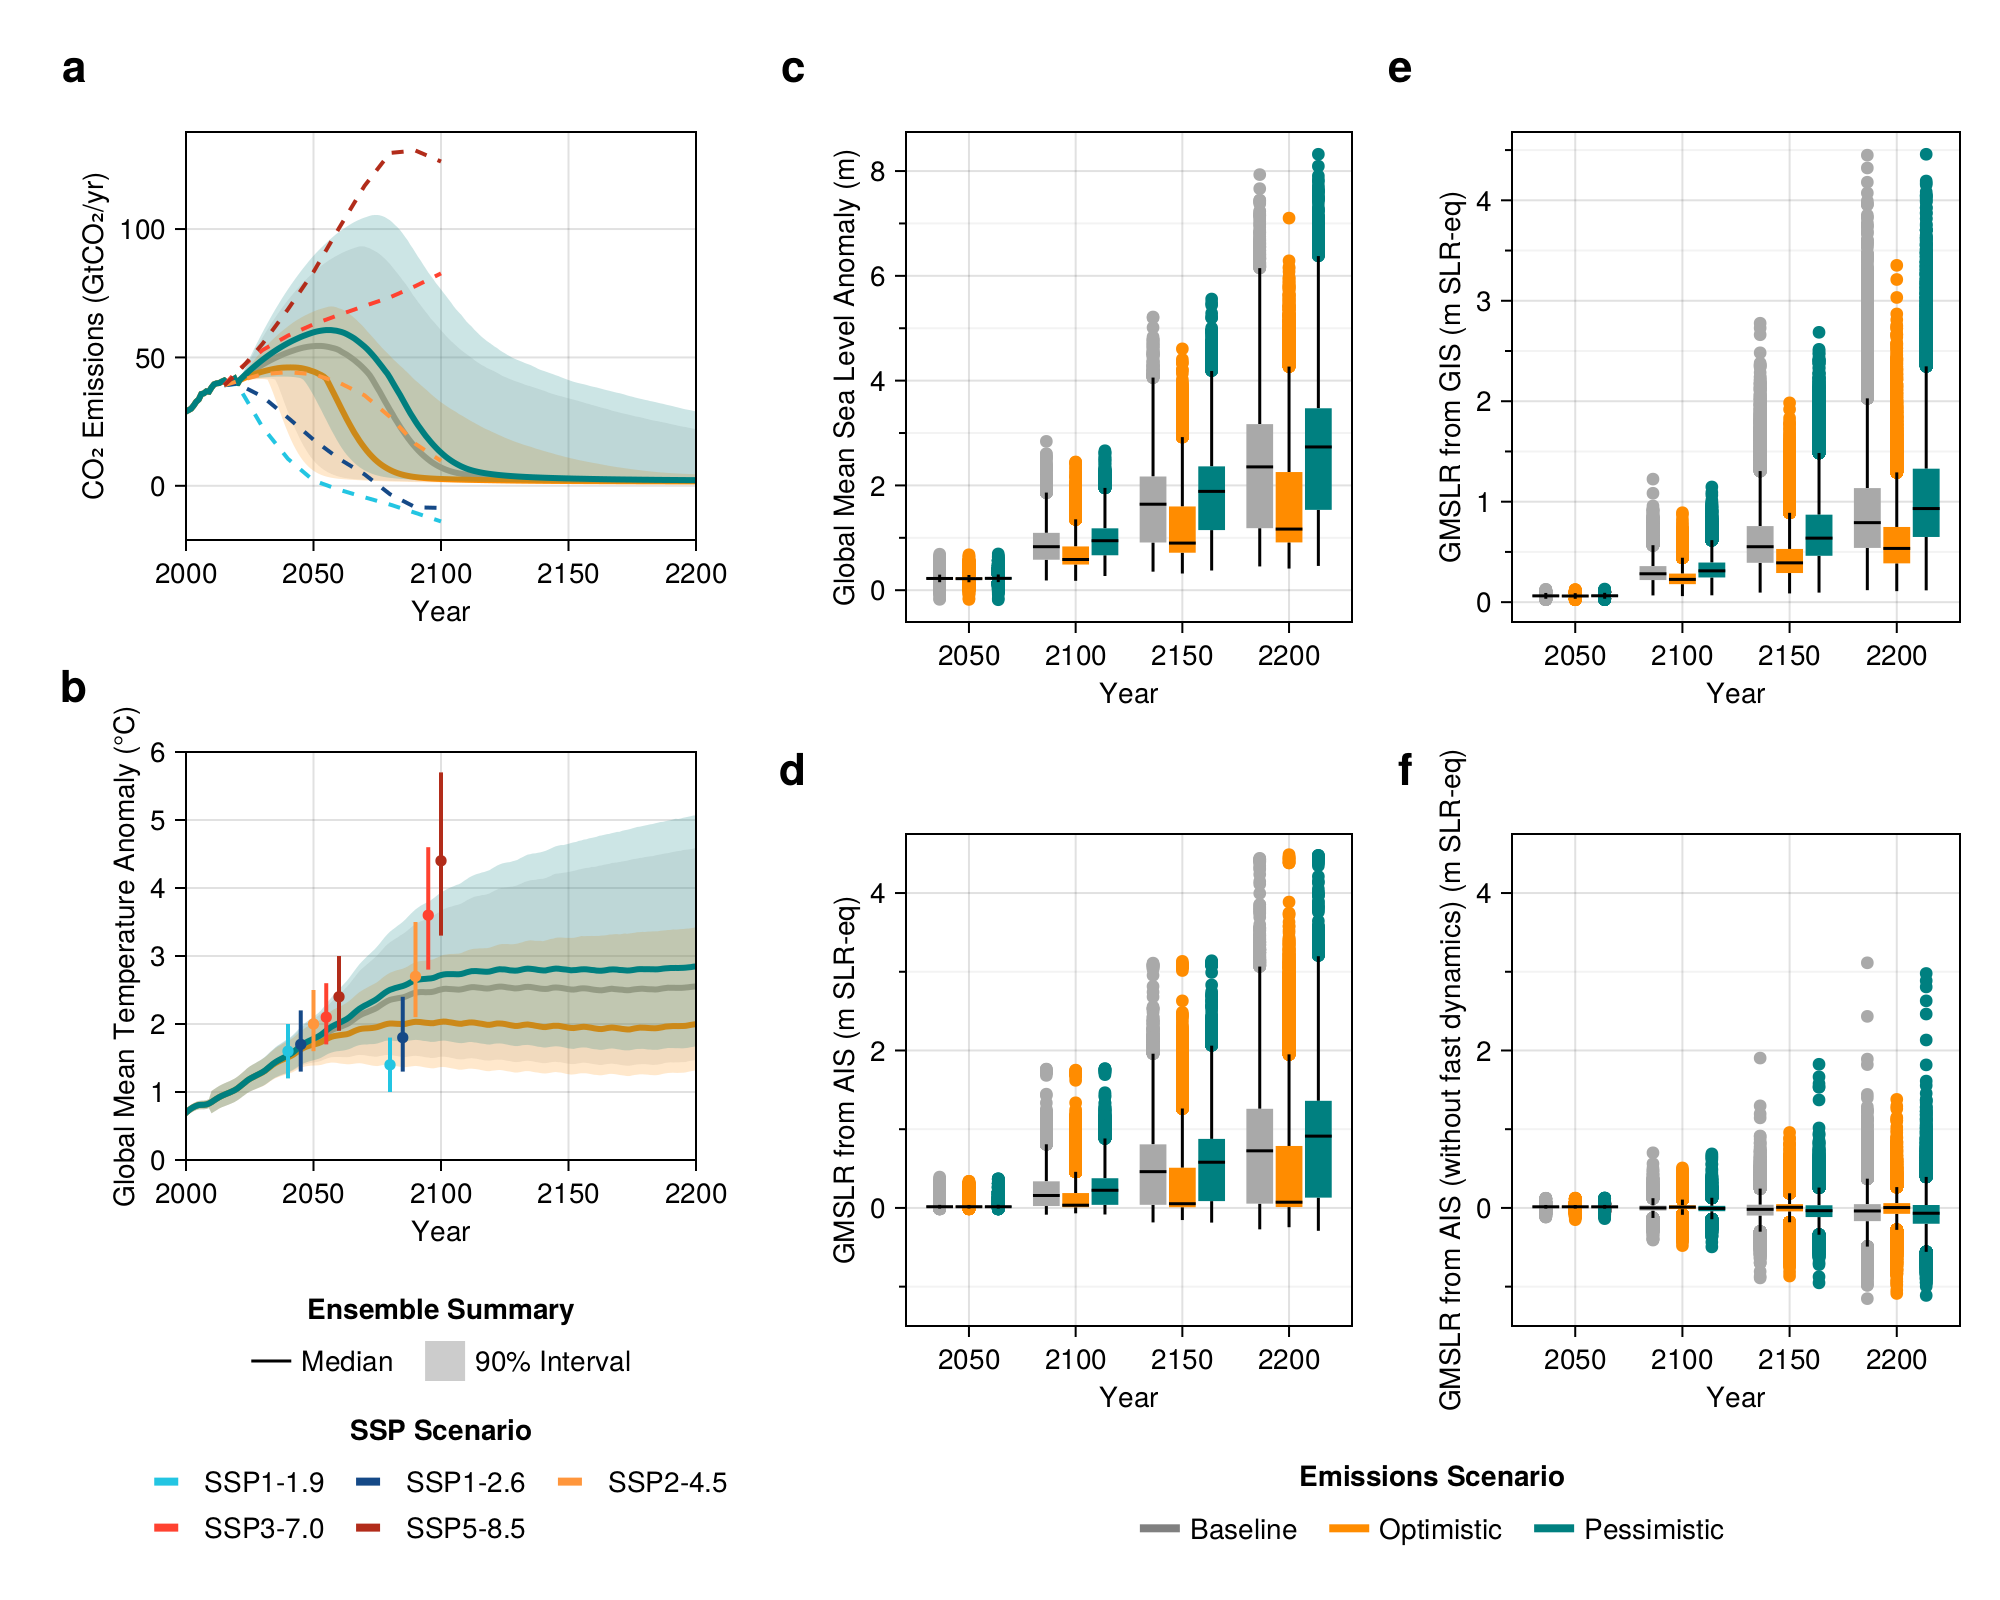 a
CO₂ Emissions (GtCO₂/yr)
100
50
0
2000 2050 2100 2150 2200
Year
b
Global Mean Temperature Anomaly (°C)
6
5
4
3
2
1
0
2000 2050 2100 2150 2200
Year
Ensemble Summary
Median 90% Interval
SSP Scenario
SSP1-1.9 SSP1-2.6 SSP2-4.5
SSP3-7.0 SSP5-8.5
c
Global Mean Sea Level Anomaly (m)
8
6
4
2
0
2050 2100 2150 2200
Year
d
GMSLR from AIS (m SLR-eq)
4
2
0
2050 2100 2150 2200
Year
e
GMSLR from GIS (m SLR-eq)
4
3
2
1
0
2050 2100 2150 2200
Year
f
GMSLR from AIS (without fast dynamics) (m SLR-eq)
4
2
0
2050 2100 2150 2200
Year
Emissions Scenario
Baseline Optimistic Pessimistic